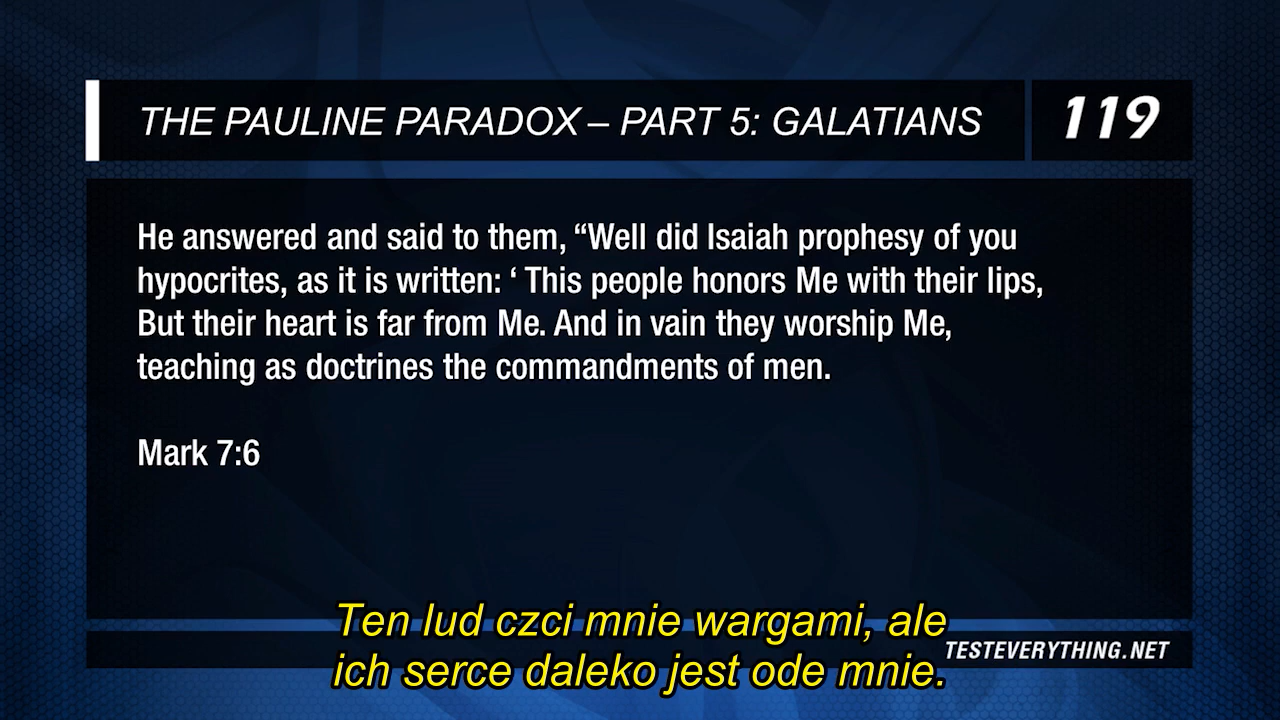 THE PAULINE PARADOX – PART 5: GALATIANS
119
He answered and said to them, “Well did Isaiah prophesy of you
hypocrites, as it is written: ‘ This people honors Me with their lips,
But their heart is far from Me. And in vain they worship Me,
teaching as doctrines the commandments of men.
Mark 7:6
Ten lud czci mnie wargami, ale
ich serce daleko jest ode mnie.
TESTEVERYTHING.NET